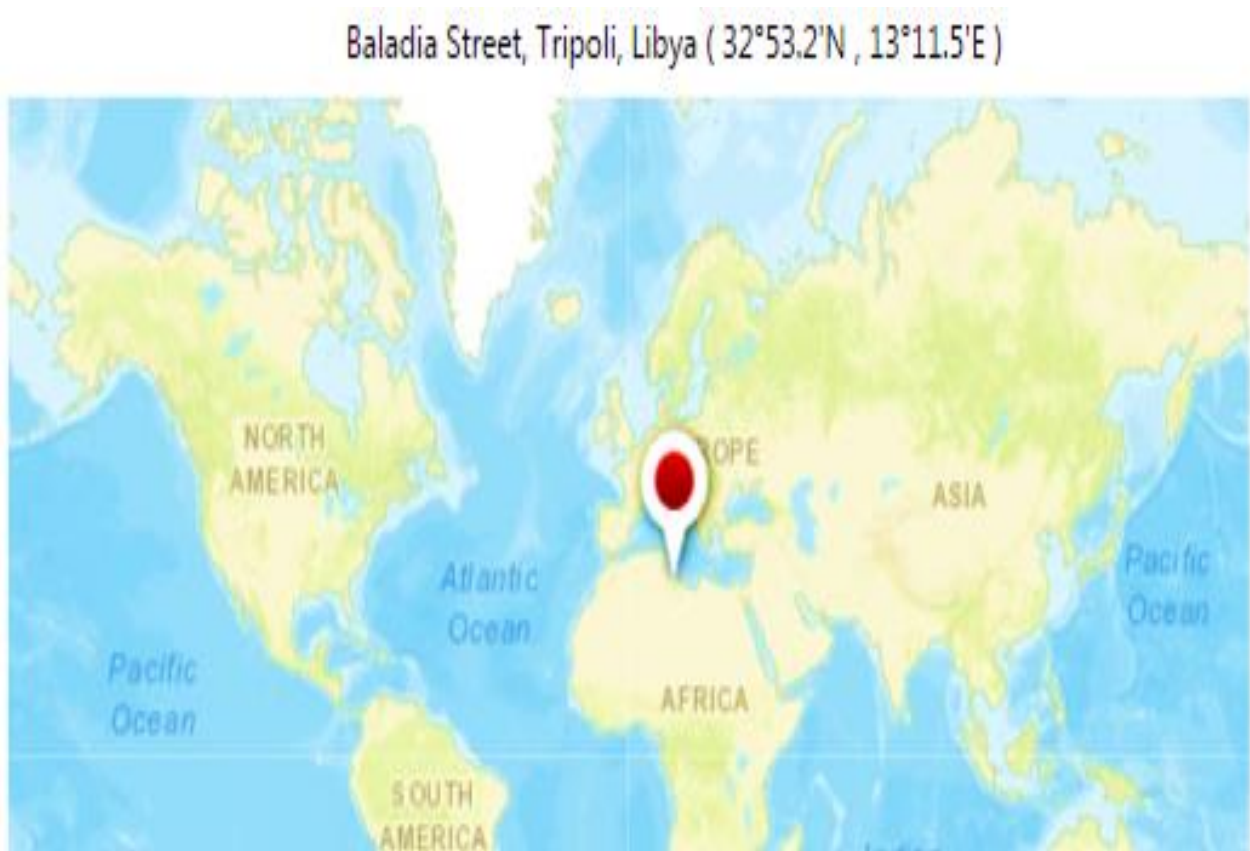 Baladia Street, Tripoli, Libya ( 32°53.2'N , 13°11.5'E )
NORTH
AMERICA
ASIA
Atlantic
Ocean
Pacific
Ocean
Pacific
Ocean
AFRICA
SOUTH
AMERICA